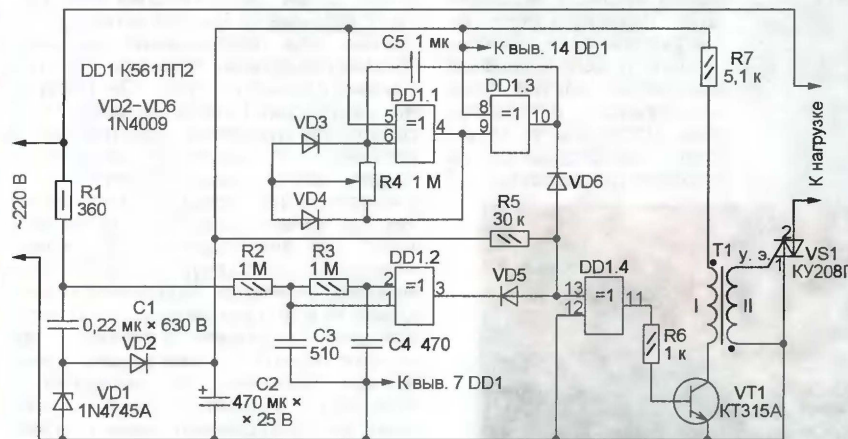 C5 1 мк
К выв. 14 DD1
R7
5,1 к
DD1 К561ЛП2
VD2–VD6
1N4009
DD1.1
DD1.3
5
6
=1
4
8
9
=1
10
VD3
R4 1 М
VD4
VD6
К нагрузке
~220 В
R1
360
R5
30 к
R2
1 М
R3
1 М
DD1.2
2
1
=1
3
VD5
DD1.4
13
12
=1
11
T1
I
II
у. э.
2
1
VS1
КУ208Г
C1
0,22 мк × 630 В
C3
510
C4 470
R6
1 к
VD2
VD1
1N4745A
C2
+
470 мк ×
× 25 В
К выв. 7 DD1
VT1
КТ315А